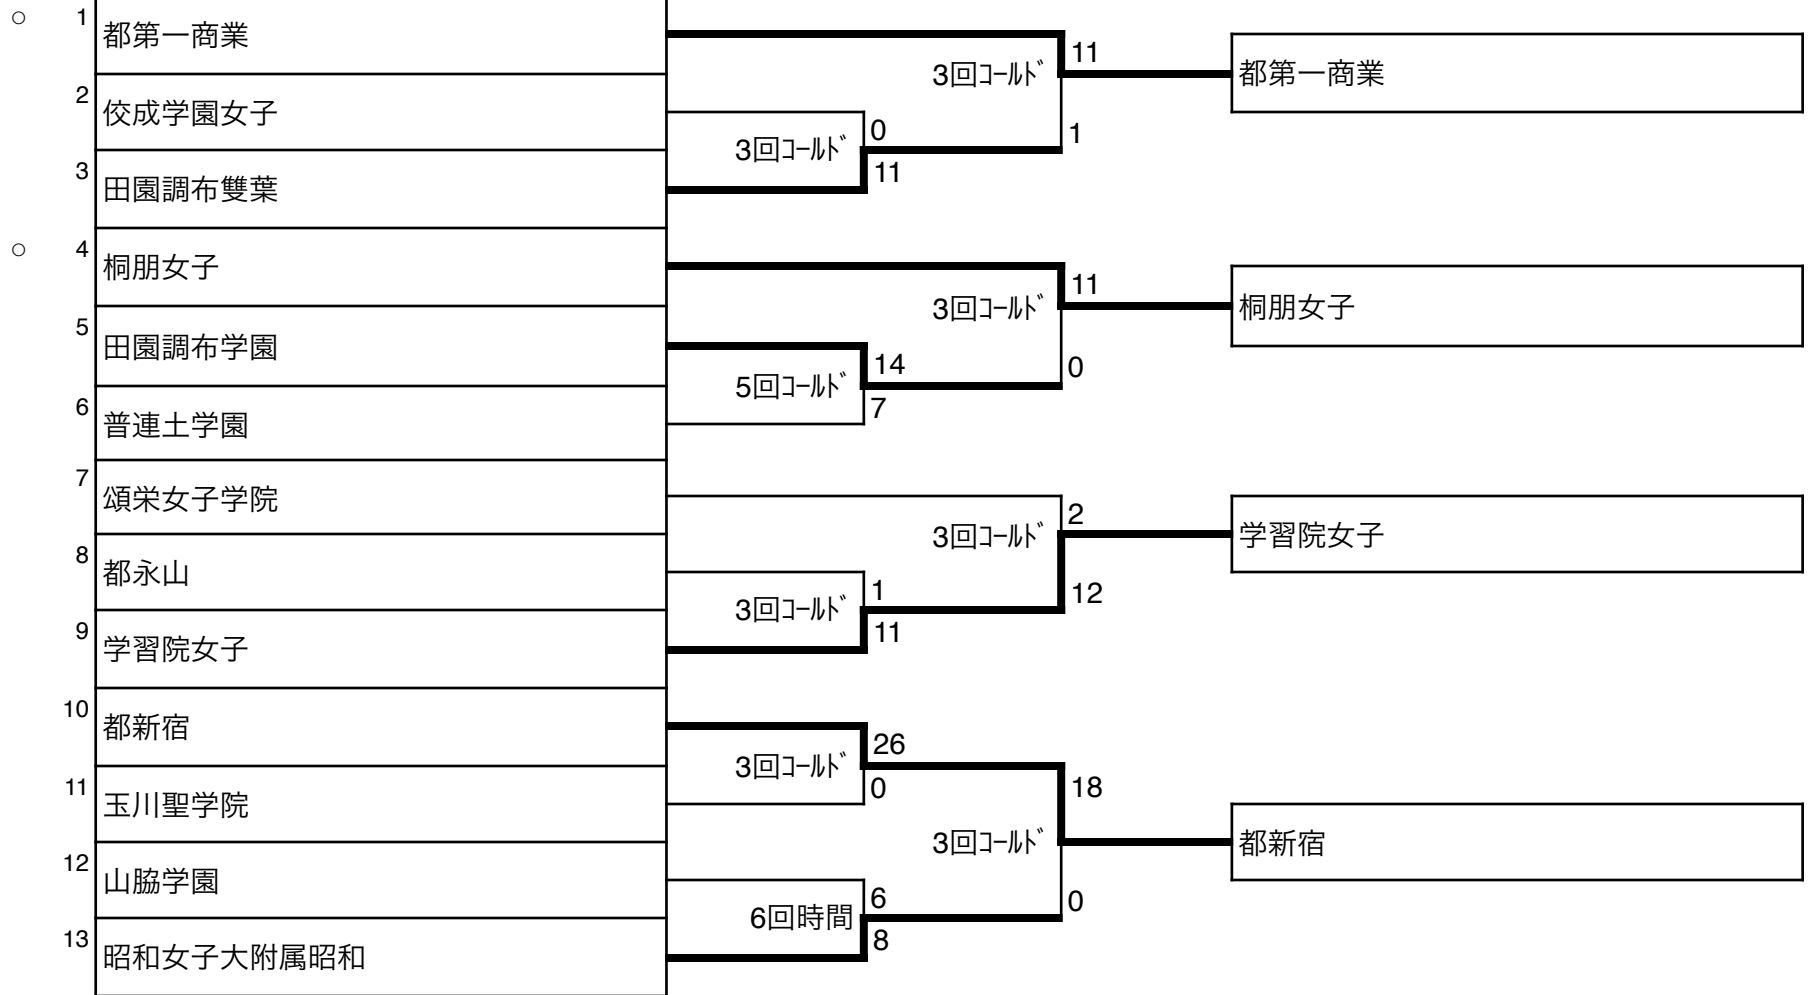 ○ 1 都第一商業
11
3回ｺｰﾙﾄﾞ
都第一商業
2 佼成学園女子
0
1
3回ｺｰﾙﾄﾞ
11
3 田園調布雙葉
○ 4 桐朋女子
11
3回ｺｰﾙﾄﾞ
桐朋女子
5 田園調布学園
14
0
5回ｺｰﾙﾄﾞ
7
6 普連土学園
7 頌栄女子学院
2
3回ｺｰﾙﾄﾞ
学習院女子
8 都永山
1
12
3回ｺｰﾙﾄﾞ
11
9 学習院女子
10 都新宿
26
3回ｺｰﾙﾄﾞ
0
18
11 玉川聖学院
3回ｺｰﾙﾄﾞ
都新宿
12 山脇学園
6
0
6回時間
8
13 昭和女子大附属昭和